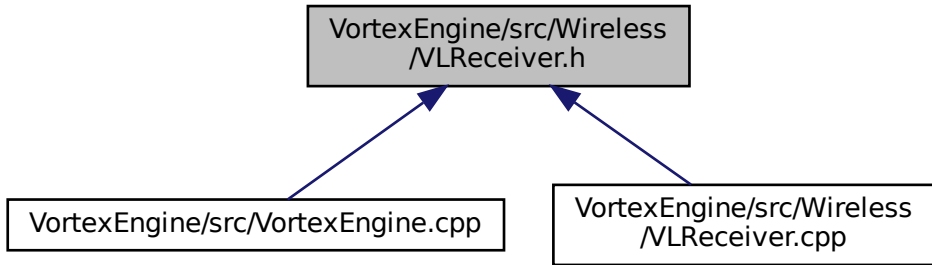 VortexEngine/src/Wireless
/VLReceiver.h
VortexEngine/src/VortexEngine.cpp
VortexEngine/src/Wireless
/VLReceiver.cpp